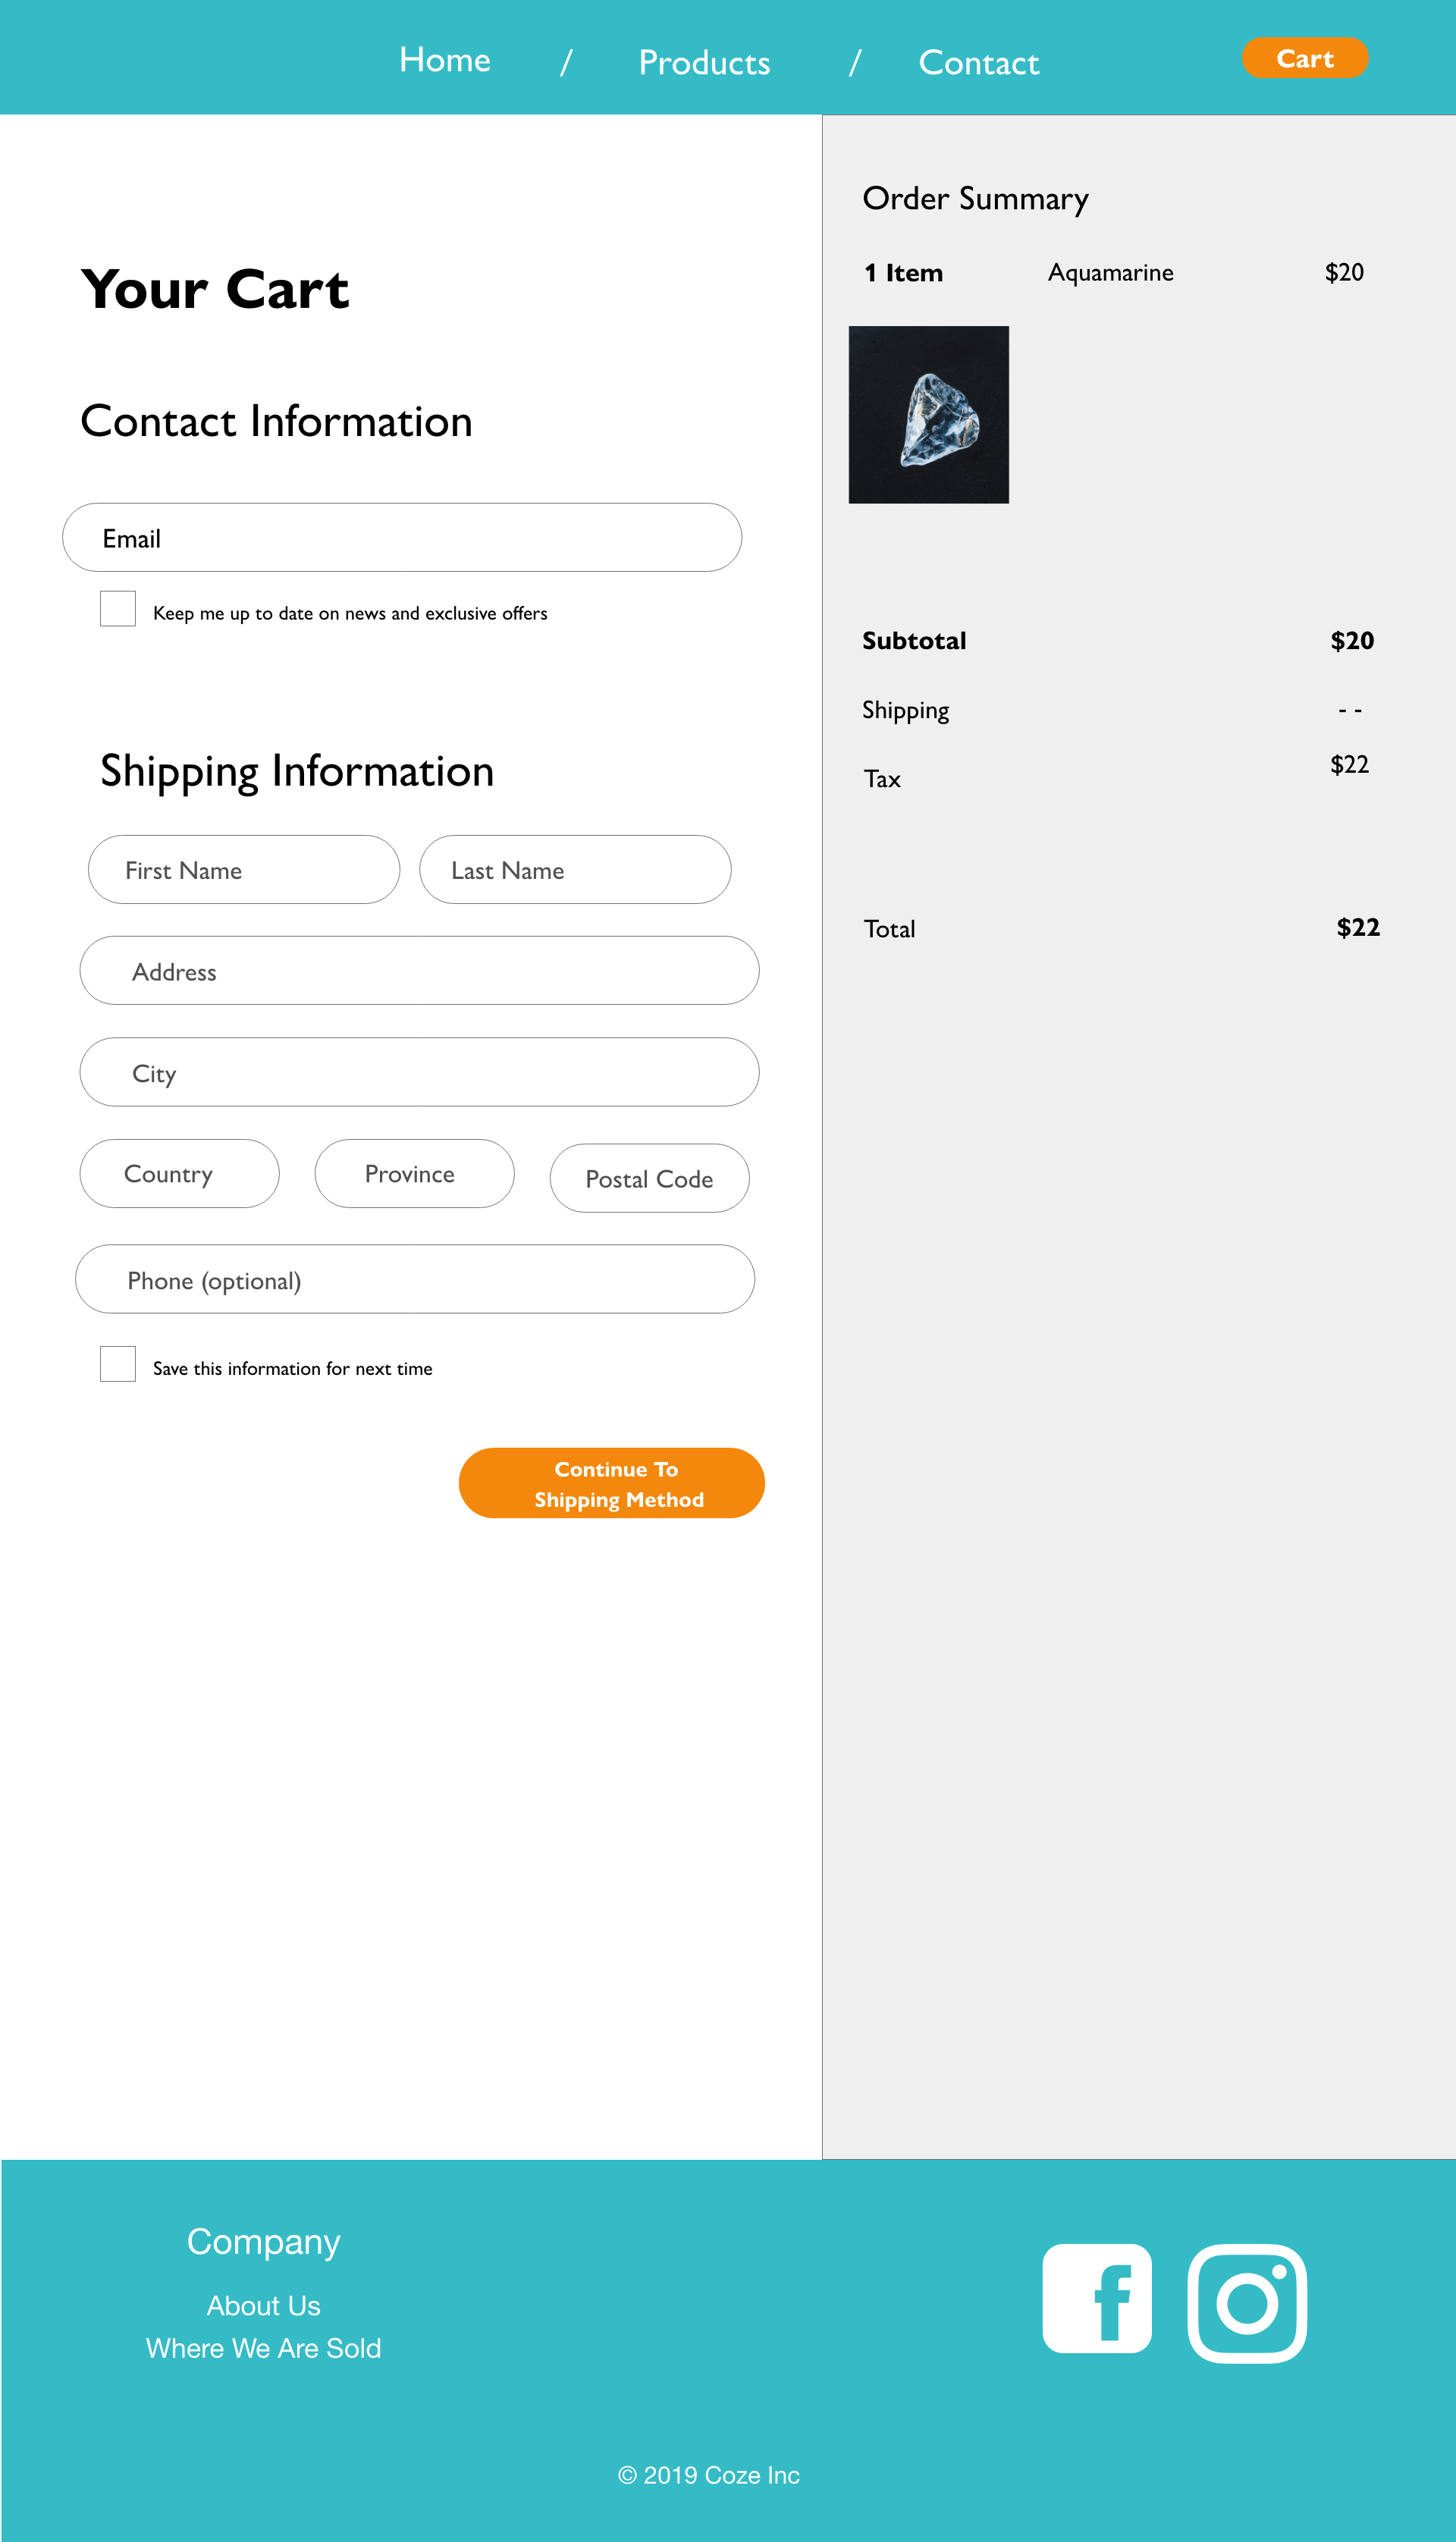 Home / Products / Contact Cart
Your Cart
Contact Information
Email
Keep me up to date on news and exclusive offers
Shipping Information
First Name Last Name
Address
City
Country Province Postal Code
Phone (optional)
Save this information for next time
Continue To
Shipping Method
Order Summary
1 Item Aquamarine $20
Subtotal $20
Shipping - -
Tax $22
Total $22
Company
About Us
Where We Are Sold
© 2019 Coze Inc